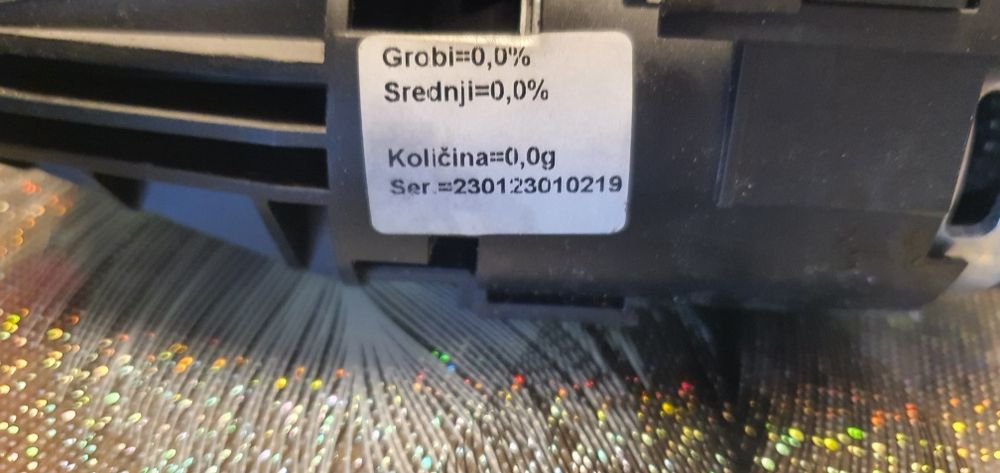 Grobi=0,0%
Srednji=0,0%
Količina=0,0g
Ser.=230123010219